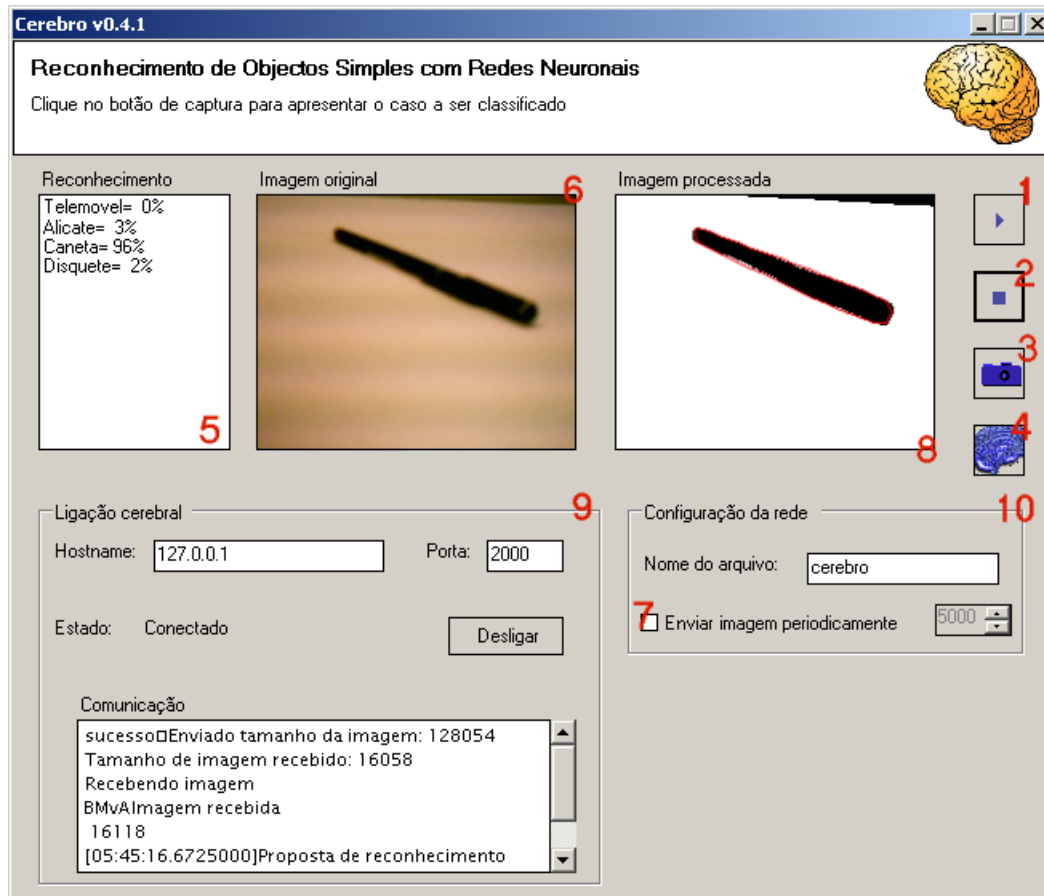 Cerebro v0.4.1
Reconhecimento de Objectos Simples com Redes Neuronais
Clique no botão de captura para apresentar o caso a ser classificado
Reconhecimento
Telemovel= 0%
Alicate= 3%
Caneta= 96%
Disquete= 2%
5
Imagem original
6
Imagem processada
8
1
2
3
4
Ligação cerebral
9
Hostname:
127.0.0.1
Porta:
2000
Estado:
Conectado
Desligar
Comunicação
sucesso□Enviado tamanho da imagem: 128054
Tamanho de imagem recebido: 16058
Recebendo imagem
BMvAImagem recebida
16118
[05:45:16.6725000]Proposta de reconhecimento
Configuração da rede
10
Nome do arquivo:
cerebro
7
Enviar imagem periodicamente
5000